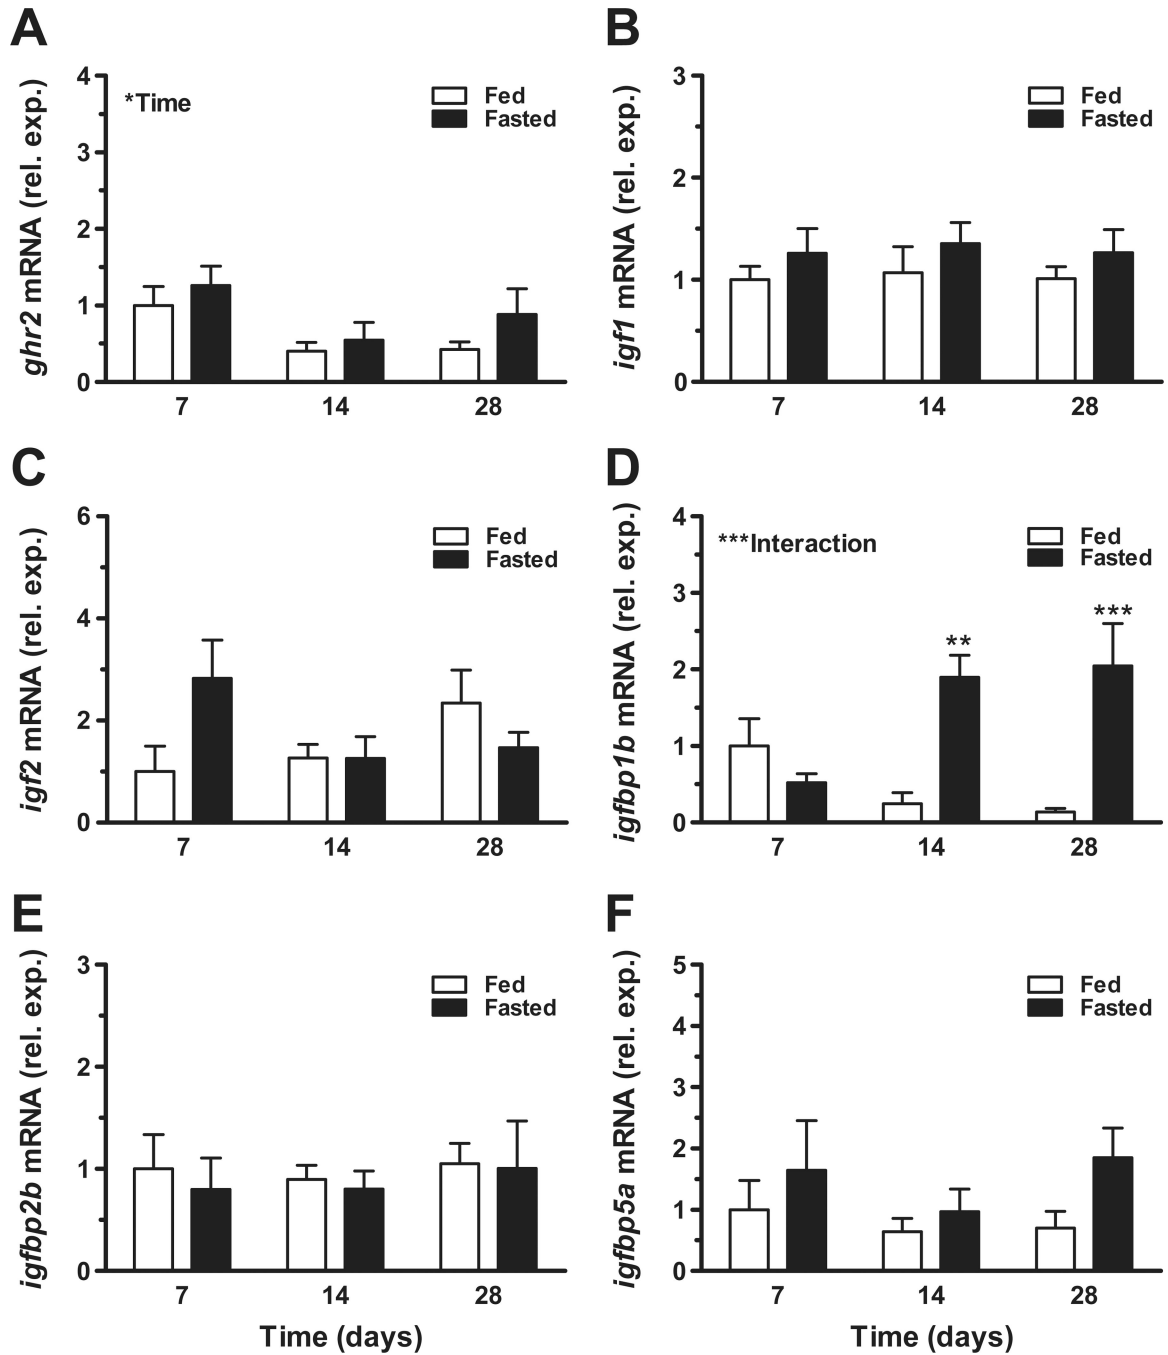 A
ghr2 mRNA (rel. exp.)
4
3
2
1
0
*Time
Fed
Fasted
7 14 28
B
igf1 mRNA (rel. exp.)
3
2
1
0
Fed
Fasted
7 14 28
C
igf2 mRNA (rel. exp.)
6
4
2
0
Fed
Fasted
7 14 28
D
igfbp1b mRNA (rel. exp.)
4
3
2
1
0
***Interaction
Fed
Fasted
**
***
7 14 28
E
igfbp2b mRNA (rel. exp.)
3
2
1
0
Fed
Fasted
7 14 28
Time (days)
F
igfbp5a mRNA (rel. exp.)
5
4
3
2
1
0
Fed
Fasted
7 14 28
Time (days)